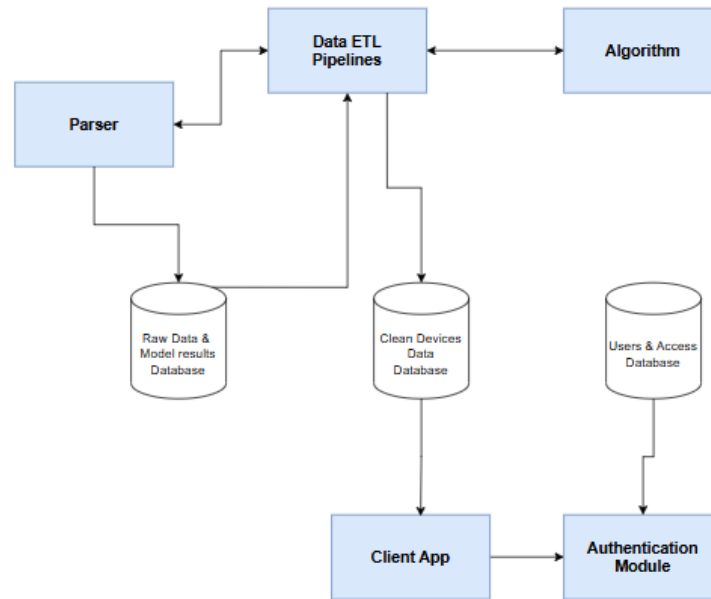 Data ETL
Pipelines
Algorithm
Parser
Raw Data &
Model results
Database
Clean Devices
Data
Database
Users & Access
Database
Client App
Authentication
Module